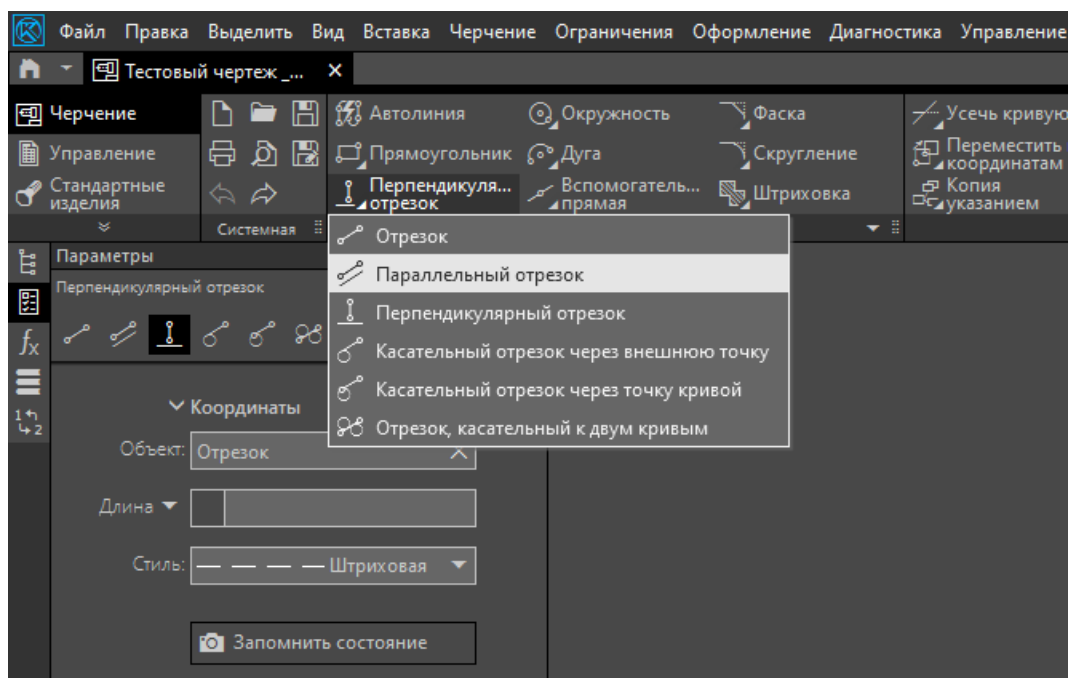 Файл Правка Выделить Вид Вставка Черчение Ограничения Оформление Диагностика Управление
Тестовый чертеж _...
Черчение
Управление
Стандартные
изделия
Системная
Автолиния
Прямоугольник
Перпендикуля...
отрезок
Окружность
Дуга
Вспомогатель...
прямая
Фаска
Скругление
Штриховка
Усечь кривую
Переместить
координатам
Копия
указанием
Отрезок
Параллельный отрезок
Перпендикулярный отрезок
Касательный отрезок через внешнюю точку
Касательный отрезок через точку кривой
Отрезок, касательный к двум кривым
Параметры
Перпендикулярный отрезок
Координаты
Объект: Отрезок
Длина
Стиль: Штриховая
Запомнить состояние